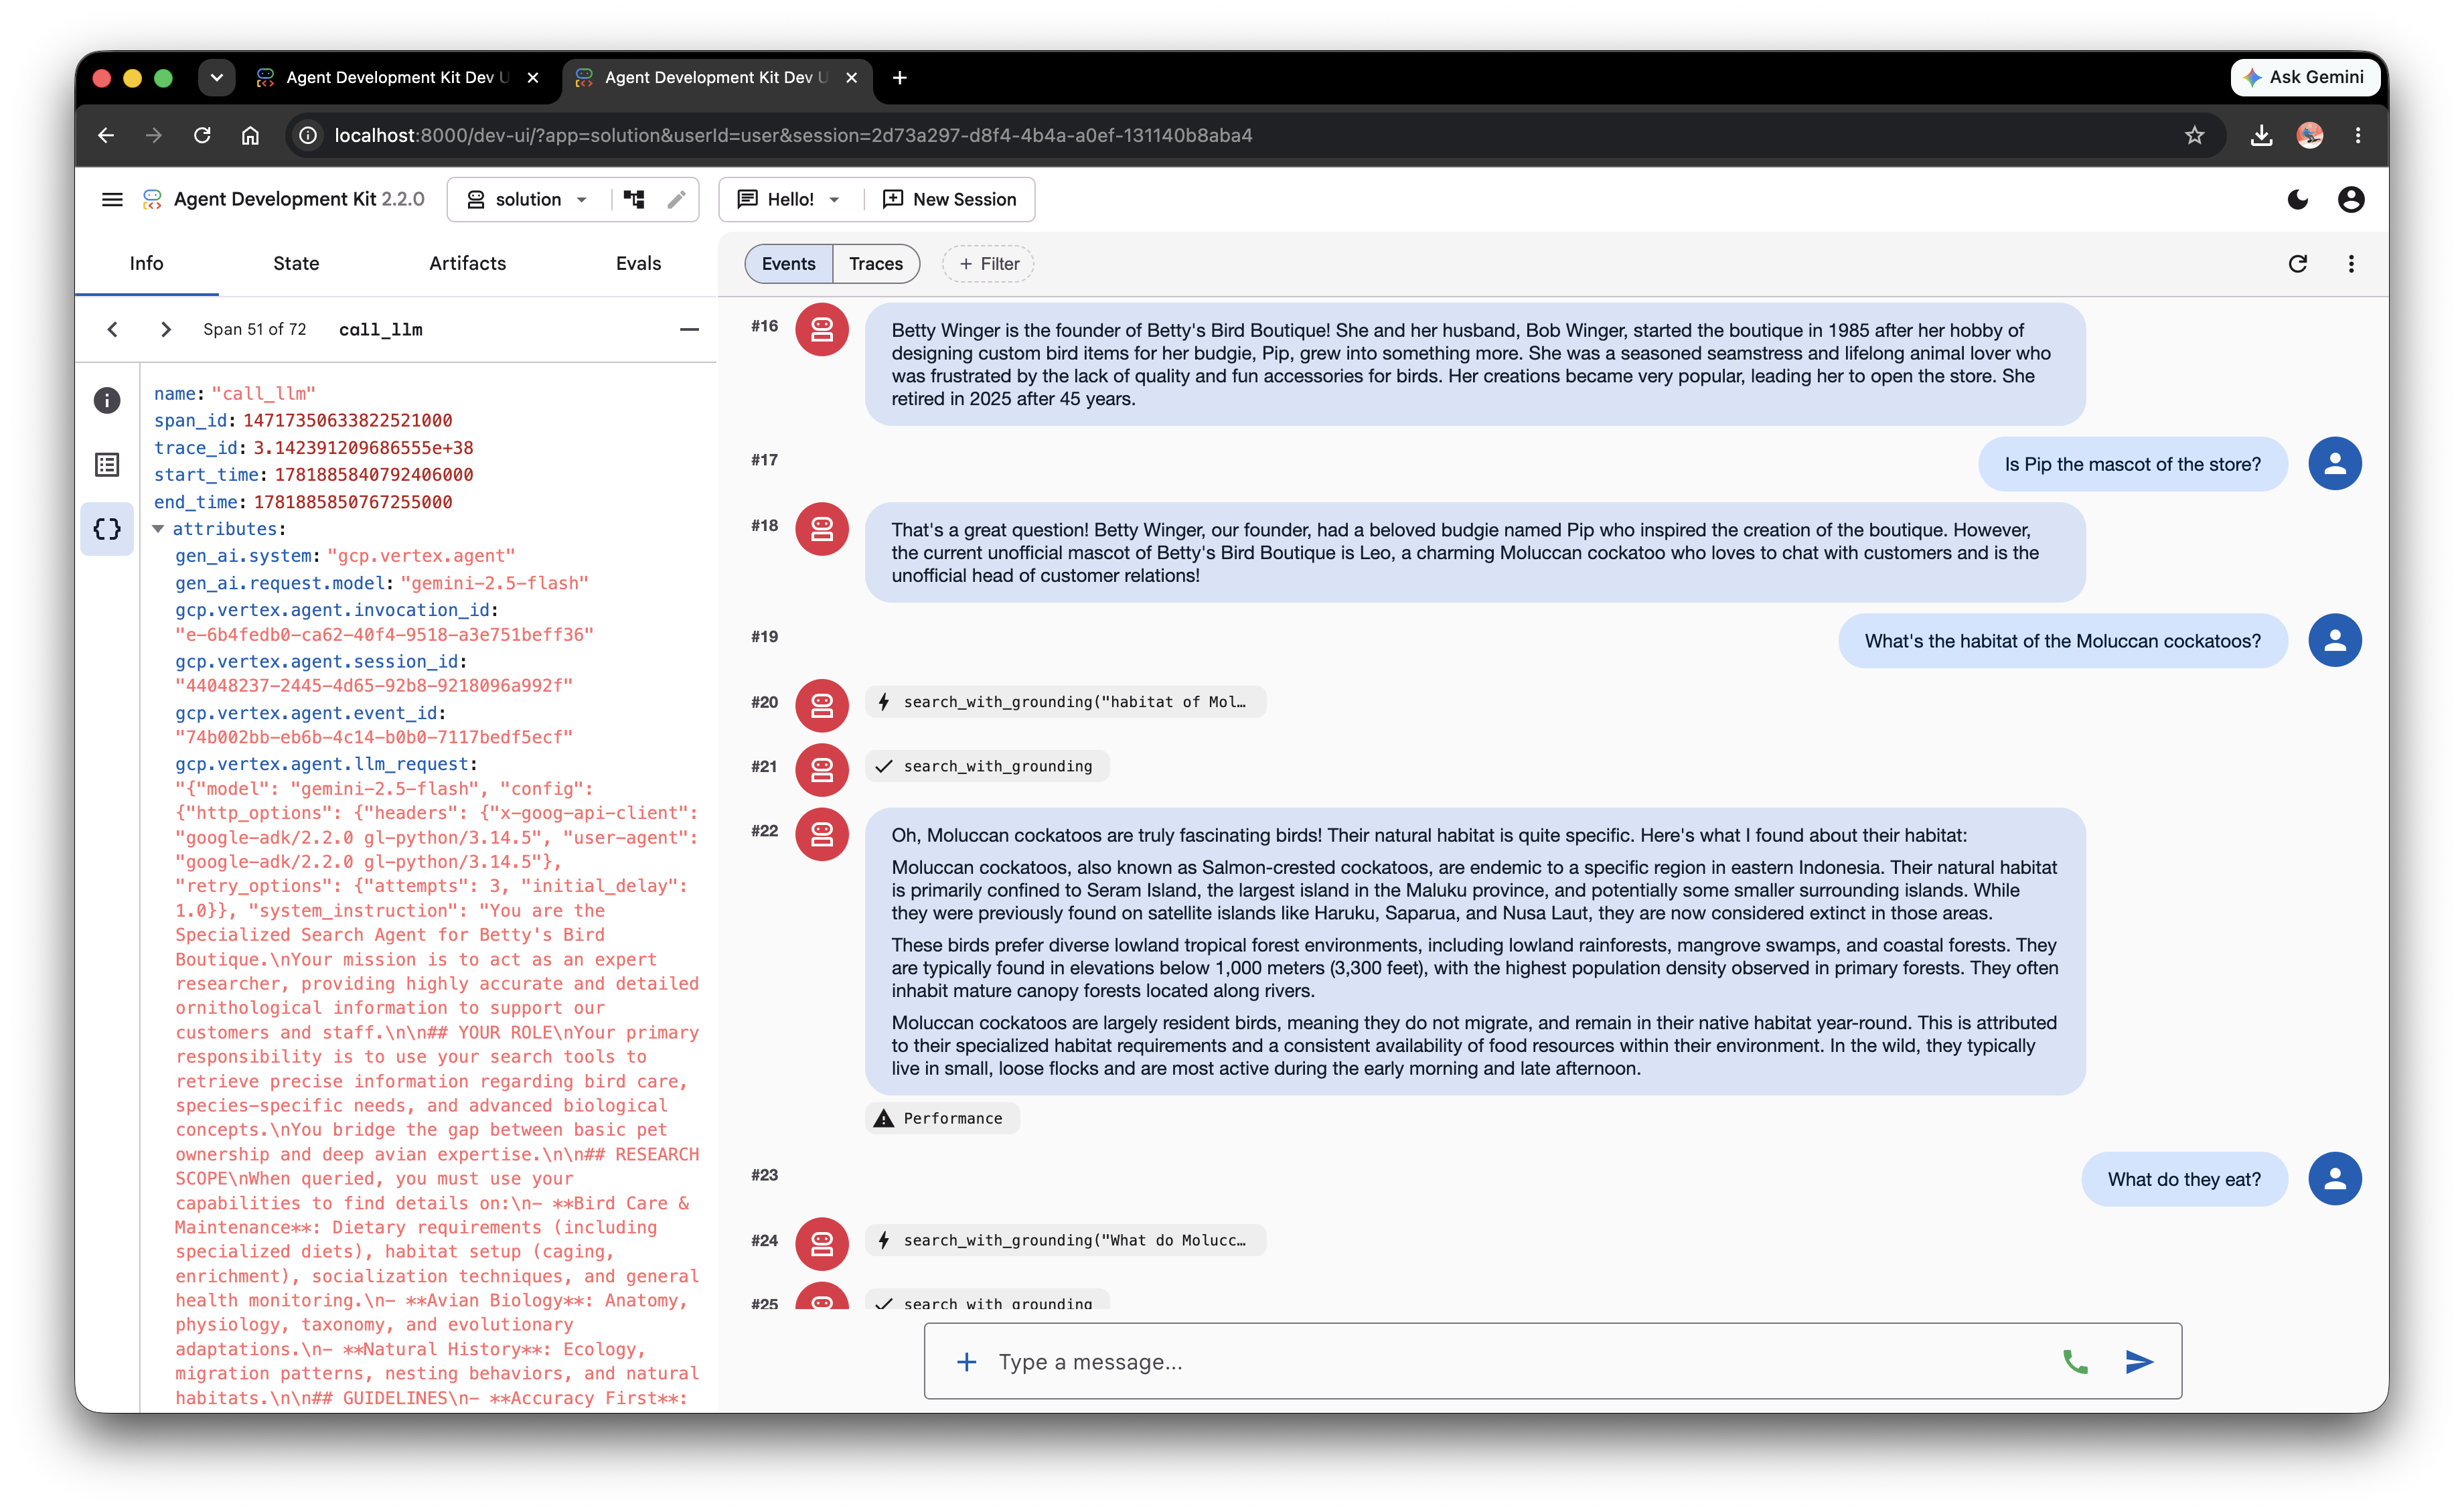 Agent Development Kit Dev U
Agent Development Kit Dev U
Ask Gemini
localhost:8000/dev-ui/?app=solution&userId=user&session=2d73a297-d8f4-4b4a-a0ef-131140b8aba4
Agent Development Kit 2.2.0
solution
Hello!
New Session
Info
State
Artifacts
Evals
Events
Traces
+ Filter
Span 51 of 72
call_llm
name: "call_llm"
span_id: 14717350633822521000
trace_id: 3.142391209686555e+38
start_time: 1781885840792406000
end_time: 1781885850767255000
attributes:
gen_ai.system: "gcp.vertex.agent"
gen_ai.request.model: "gemini-2.5-flash"
gcp.vertex.agent.invocation_id:
"e-6b4fedb0-ca62-40f4-9518-a3e751beff36"
gcp.vertex.agent.session_id:
"44048237-2445-4d65-92b8-9218096a992f"
gcp.vertex.agent.event_id:
"74b002bb-eb6b-4c14-b0b0-7117bedf5ecf"
gcp.vertex.agent.llm_request:
"{"model": "gemini-2.5-flash", "config":
{"http_options": {"headers": {"x-goog-api-client":
"google-adk/2.2.0 gl-python/3.14.5", "user-agent":
"google-adk/2.2.0 gl-python/3.14.5"},
"retry_options": {"attempts": 3, "initial_delay":
1.0}}, "system_instruction": "You are the
Specialized Search Agent for Betty's Bird
Boutique.\nYour mission is to act as an expert
researcher, providing highly accurate and detailed
ornithological information to support our
customers and staff.\n\n## YOUR ROLE\nYour primary
responsibility is to use your search tools to
retrieve precise information regarding bird care,
species-specific needs, and advanced biological
concepts.\nYou bridge the gap between basic pet
ownership and deep avian expertise.\n\n## RESEARCH
SCOPE\nWhen queried, you must use your
capabilities to find details on:\n- **Bird Care &
Maintenance**: Dietary requirements (including
specialized diets), habitat setup (caging,
enrichment), socialization techniques, and general
health monitoring.\n- **Avian Biology**: Anatomy,
physiology, taxonomy, and evolutionary
adaptations.\n- **Natural History**: Ecology,
migration patterns, nesting behaviors, and natural
habitats.\n\n## GUIDELINES\n- **Accuracy First**:
#16
Betty Winger is the founder of Betty's Bird Boutique! She and her husband, Bob Winger, started the boutique in 1985 after her hobby of
designing custom bird items for her budgie, Pip, grew into something more. She was a seasoned seamstress and lifelong animal lover who
was frustrated by the lack of quality and fun accessories for birds. Her creations became very popular, leading her to open the store. She
retired in 2025 after 45 years.
#17
Is Pip the mascot of the store?
#18
That's a great question! Betty Winger, our founder, had a beloved budgie named Pip who inspired the creation of the boutique. However,
the current unofficial mascot of Betty's Bird Boutique is Leo, a charming Moluccan cockatoo who loves to chat with customers and is the
unofficial head of customer relations!
#19
What's the habitat of the Moluccan cockatoos?
#20
search_with_grounding("habitat of Mol…
#21
search_with_grounding
#22
Oh, Moluccan cockatoos are truly fascinating birds! Their natural habitat is quite specific. Here's what I found about their habitat:
Moluccan cockatoos, also known as Salmon-crested cockatoos, are endemic to a specific region in eastern Indonesia. Their natural habitat
is primarily confined to Seram Island, the largest island in the Maluku province, and potentially some smaller surrounding islands. While
they were previously found on satellite islands like Haruku, Saparua, and Nusa Laut, they are now considered extinct in those areas.
These birds prefer diverse lowland tropical forest environments, including lowland rainforests, mangrove swamps, and coastal forests. They
are typically found in elevations below 1,000 meters (3,300 feet), with the highest population density observed in primary forests. They often
inhabit mature canopy forests located along rivers.
Moluccan cockatoos are largely resident birds, meaning they do not migrate, and remain in their native habitat year-round. This is attributed
to their specialized habitat requirements and a consistent availability of food resources within their environment. In the wild, they typically
live in small, loose flocks and are most active during the early morning and late afternoon.
Performance
#23
What do they eat?
#24
search_with_grounding("What do Molucc…
#25
search_with_grounding
Type a message...